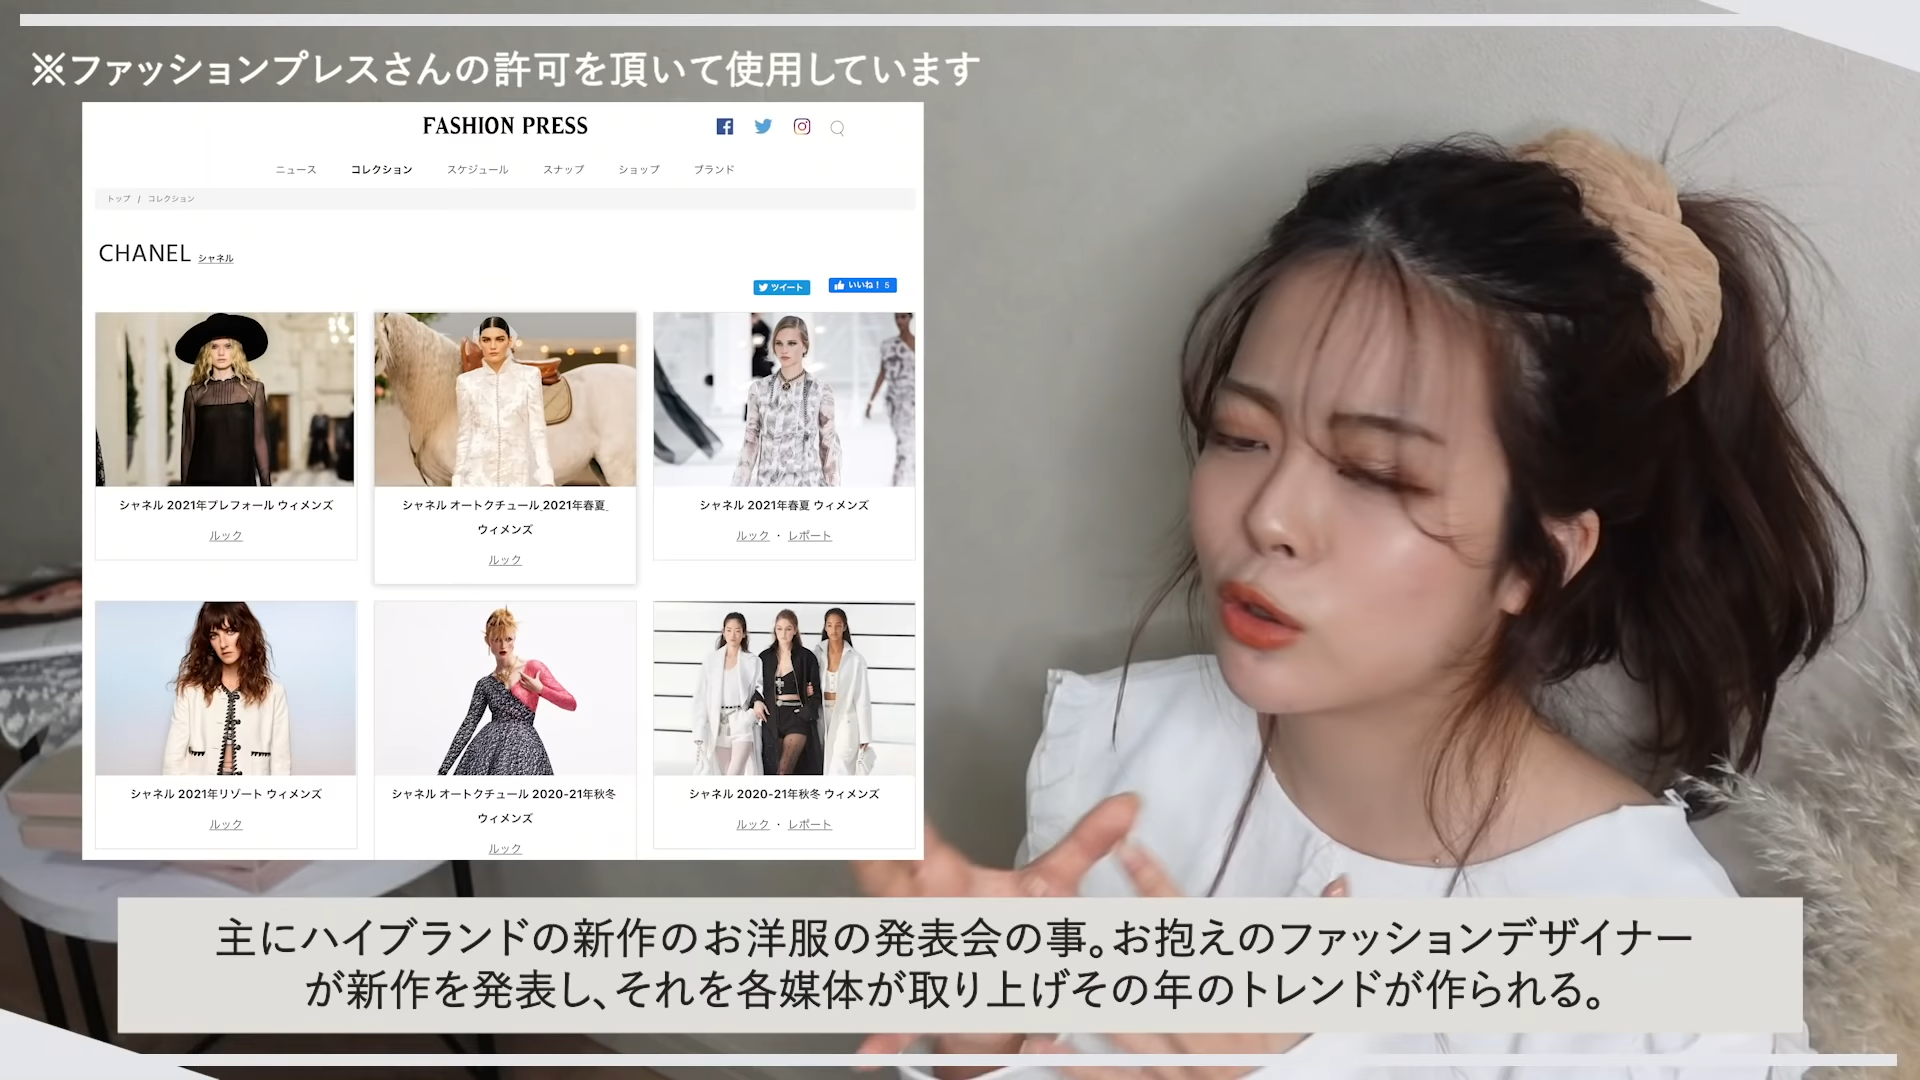 ※ファッションプレスさんの許可を頂いて使用しています
FASHION PRESS
ニュース コレクション スケジュール スナップ ショップ ブランド
トップ / コレクション
CHANEL シャネル
ツイート いいね！ 5
シャネル 2021年プレフォール ウィメンズ
ルック
シャネル オートクチュール 2021年春夏
ウィメンズ
ルック
シャネル 2021年春夏 ウィメンズ
ルック ・ レポート
シャネル 2021年リゾート ウィメンズ
ルック
シャネル オートクチュール 2020-21年秋冬
ウィメンズ
ルック
シャネル 2020-21年秋冬 ウィメンズ
ルック ・ レポート
主にハイブランドの新作のお洋服の発表会の事。お抱えのファッションデザイナー
が新作を発表し、それを各媒体が取り上げその年のトレンドが作られる。